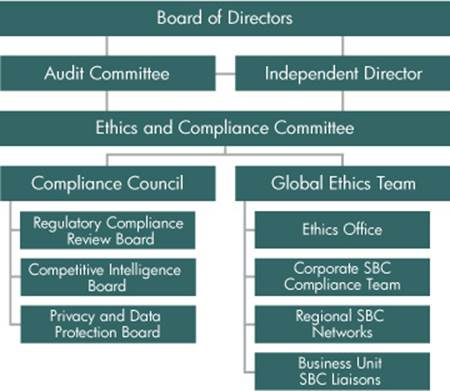 Board of Directors
Audit Committee
Independent Director
Ethics and Compliance Committee
Compliance Council
Global Ethics Team
Regulatory Compliance
Review Board
Competitive Intelligence
Board
Privacy and Data
Protection Board
Ethics Office
Corporate SBC
Compliance Team
Regional SBC
Networks
Business Unit
SBC Liaisons